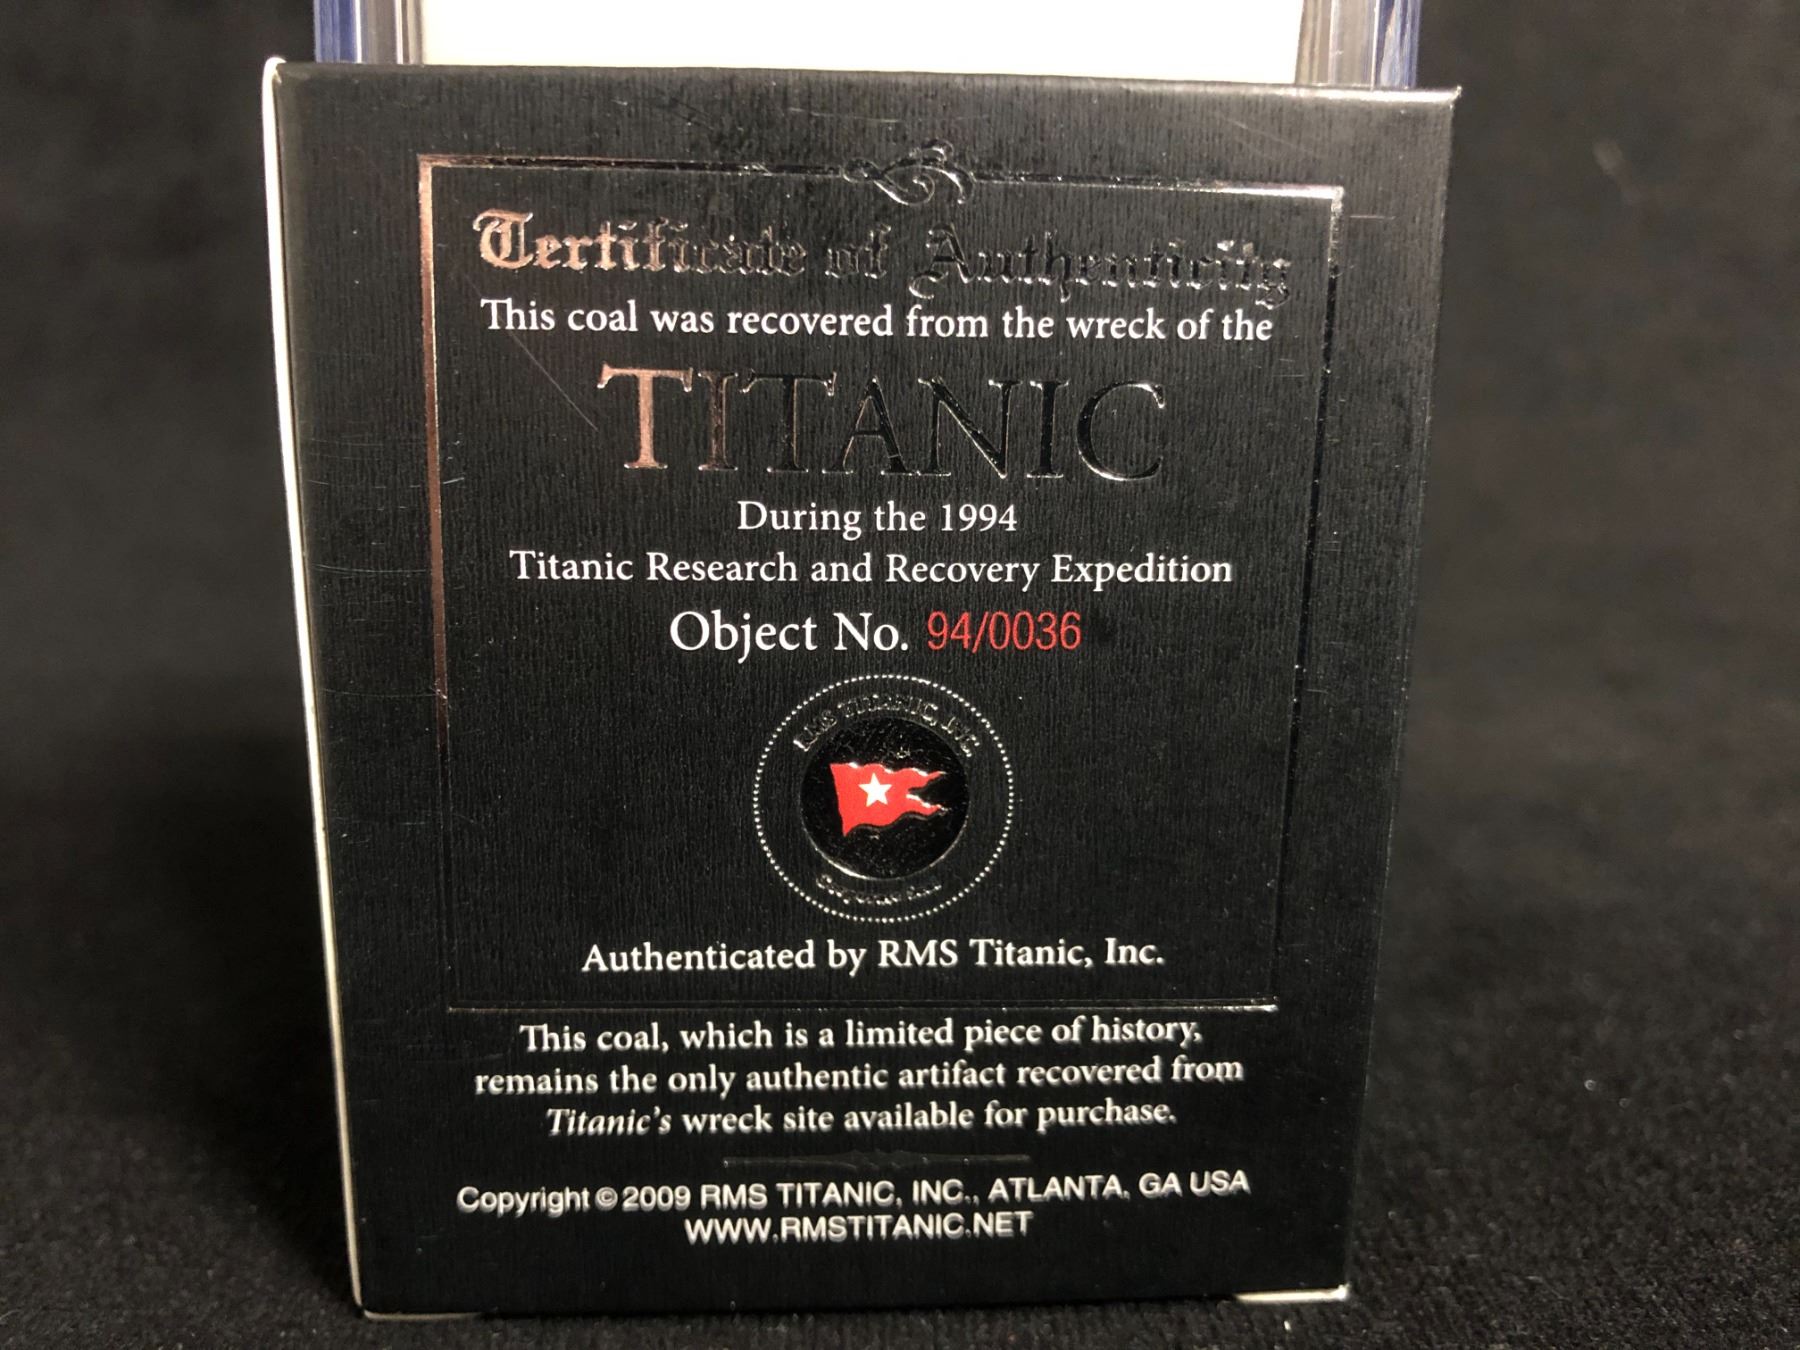 Certificate of Authenticity
This coal was recovered from the wreck of the
TITANIC
During the 1994
Titanic Research and Recovery Expedition
Object No. 94/0036
RMS TITANIC, INC.
Authenticated by RMS Titanic, Inc.
This coal, which is a limited piece of history,
remains the only authentic artifact recovered from
Titanic's wreck site available for purchase.
Copyright © 2009 RMS TITANIC, INC., ATLANTA, GA USA
WWW.RMSTITANIC.NET